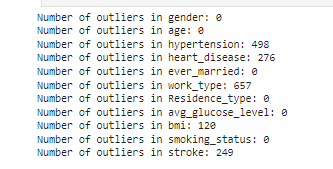 Number of outliers in gender: 0
Number of outliers in age: 0
Number of outliers in hypertension: 498
Number of outliers in heart_disease: 276
Number of outliers in ever_married: 0
Number of outliers in work_type: 657
Number of outliers in Residence_type: 0
Number of outliers in avg_glucose_level: 0
Number of outliers in bmi: 120
Number of outliers in smoking_status: 0
Number of outliers in stroke: 249